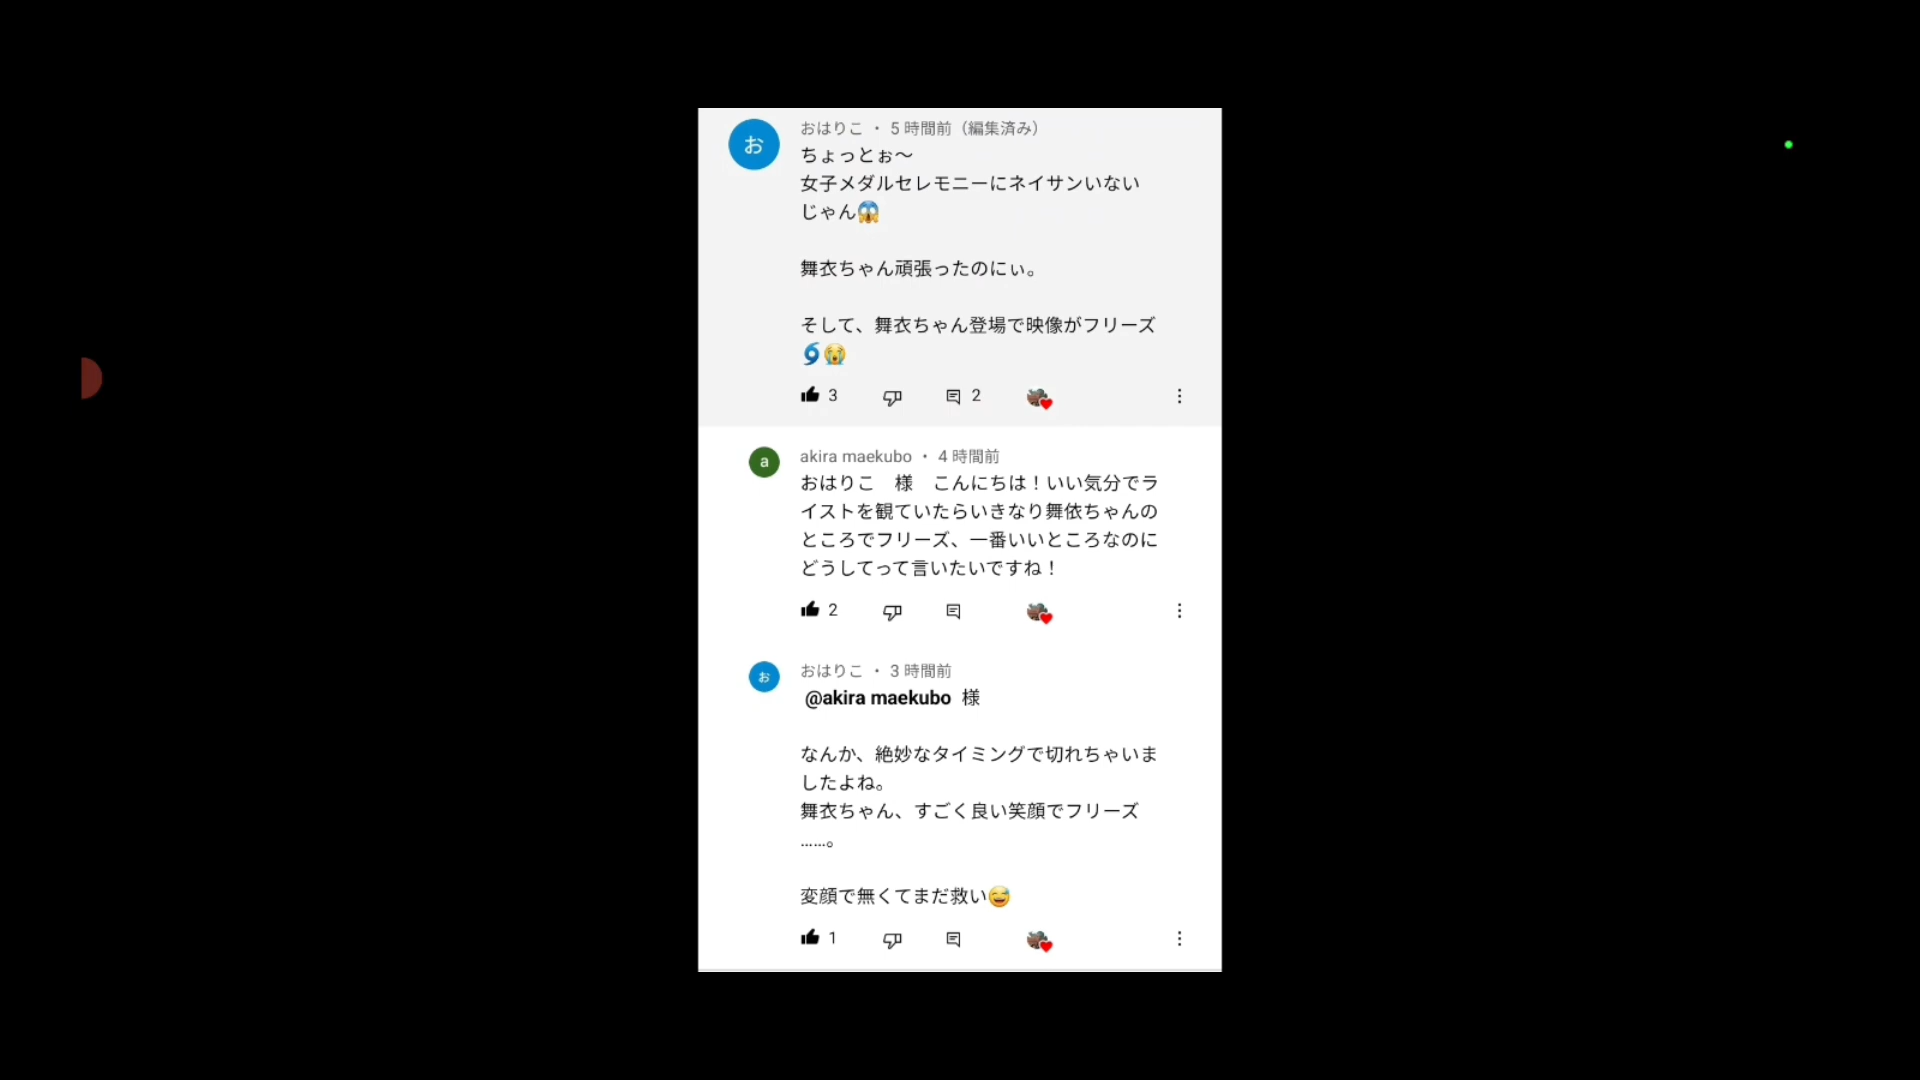 お
おはりこ ・ 5 時間前（編集済み）
ちょっとぉ〜
女子メダルセレモニーにネイサンいない
じゃん😱
舞衣ちゃん頑張ったのにぃ。
そして、舞衣ちゃん登場で映像がフリーズ
🌀😭
3 2
a
akira maekubo ・ 4 時間前
おはりこ　様　こんにちは！いい気分でラ
イストを観ていたらいきなり舞依ちゃんの
ところでフリーズ、一番いいところなのに
どうしてって言いたいですね！
2
お
おはりこ ・ 3 時間前
@akira maekubo 様
なんか、絶妙なタイミングで切れちゃいま
したよね。
舞衣ちゃん、すごく良い笑顔でフリーズ
……。
変顔で無くてまだ救い😅
1